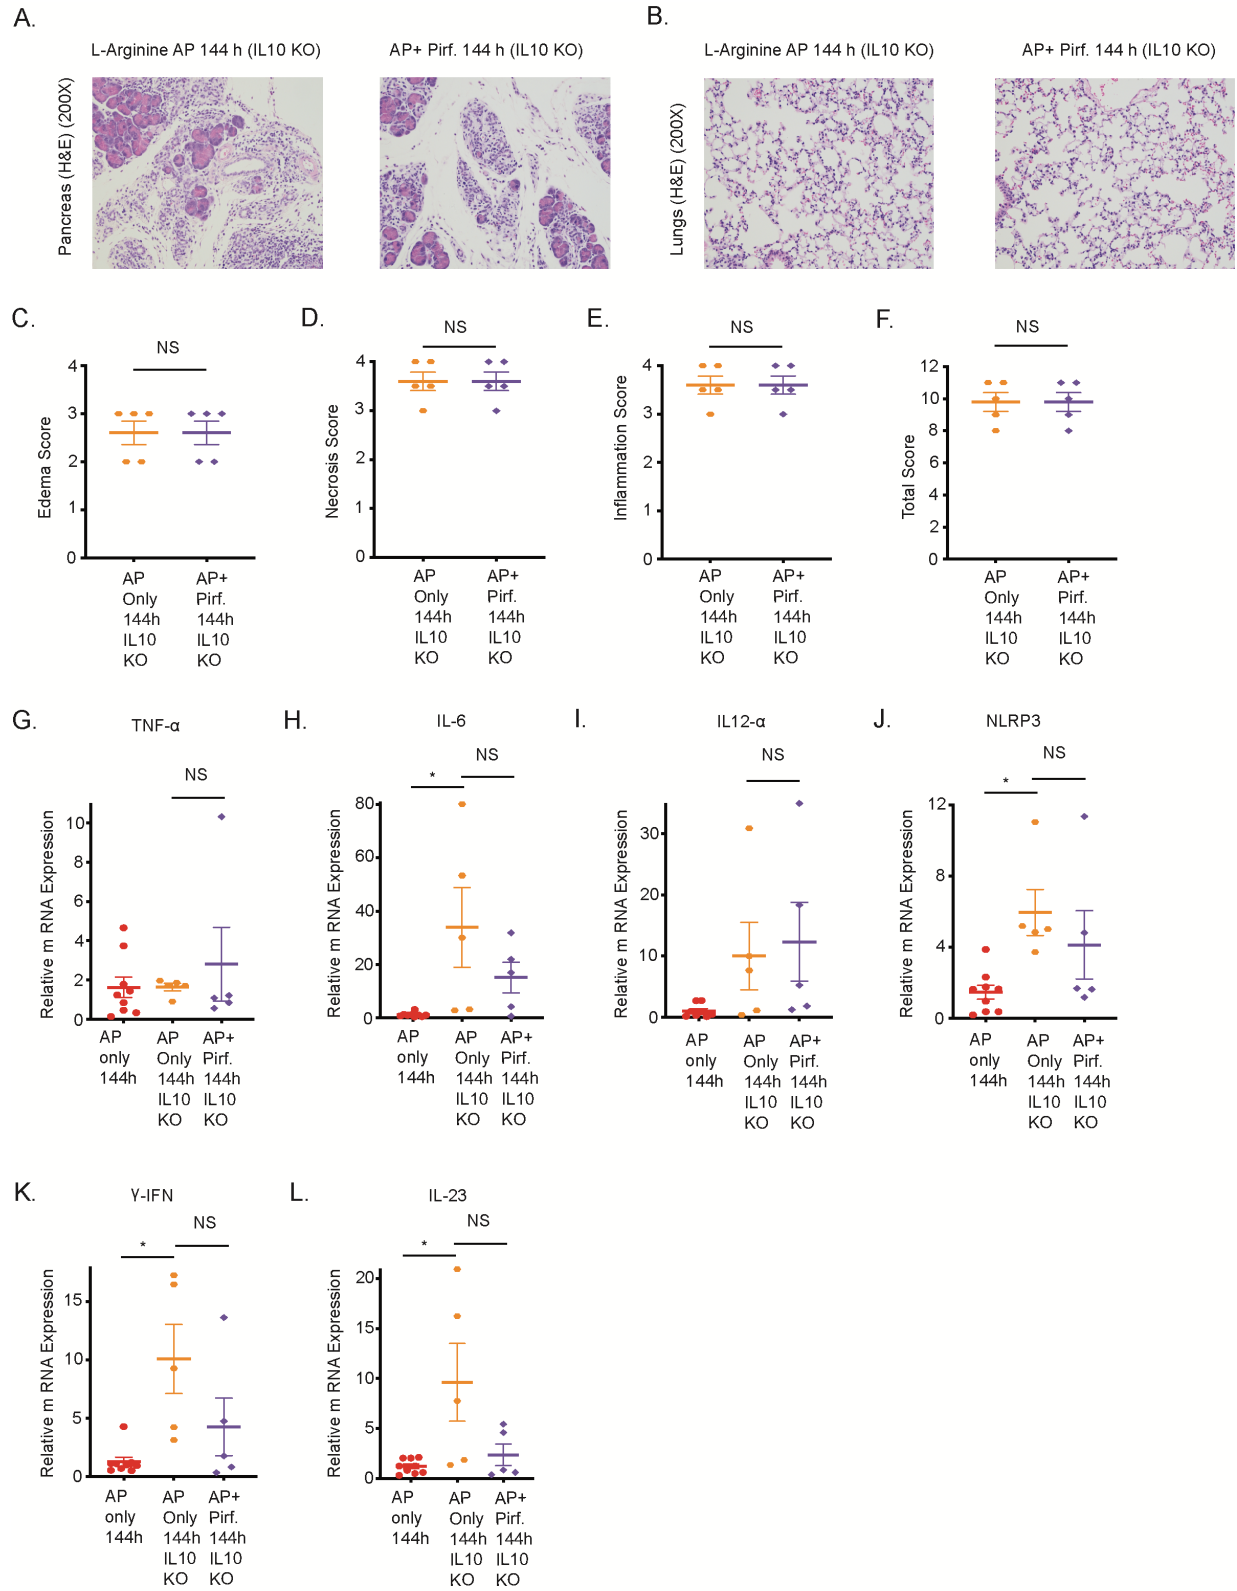 A.
B.
L-Arginine AP 144 h (IL10 KO)
AP+ Pirf. 144 h (IL10 KO)
L-Arginine AP 144 h (IL10 KO)
AP+ Pirf. 144 h (IL10 KO)
Pancreas (H&E) (200X)
Lungs (H&E) (200X)
C.
NS
Edema Score
4
3
2
1
0
AP
Only
144h
IL10
KO
AP+
Pirf.
144h
IL10
KO
D.
NS
Necrosis Score
4
3
2
1
0
AP
Only
144h
IL10
KO
AP+
Pirf.
144h
IL10
KO
E.
NS
Inflammation Score
4
3
2
1
0
AP
Only
144h
IL10
KO
AP+
Pirf.
144h
IL10
KO
F.
NS
Total Score
12
10
8
6
4
2
0
AP
Only
144h
IL10
KO
AP+
Pirf.
144h
IL10
KO
G.
TNF-α
NS
Relative m RNA Expression
10
8
6
4
2
0
AP
only
144h
AP
Only
144h
IL10
KO
AP+
Pirf.
144h
IL10
KO
H.
IL-6
NS
*
Relative m RNA Expression
80
60
40
20
0
AP
only
144h
AP
Only
144h
IL10
KO
AP+
Pirf.
144h
IL10
KO
I.
IL12-α
NS
Relative m RNA Expression
30
20
10
0
AP
only
144h
AP
Only
144h
IL10
KO
AP+
Pirf.
144h
IL10
KO
J.
NLRP3
NS
*
Relative m RNA Expression
12
8
4
0
AP
only
144h
AP
Only
144h
IL10
KO
AP+
Pirf.
144h
IL10
KO
K.
Y-IFN
NS
*
Relative m RNA Expression
15
10
5
0
AP
only
144h
AP
Only
144h
IL10
KO
AP+
Pirf.
144h
IL10
KO
L.
IL-23
NS
*
Relative m RNA Expression
20
15
10
5
0
AP
only
144h
AP
Only
144h
IL10
KO
AP+
Pirf.
144h
IL10
KO